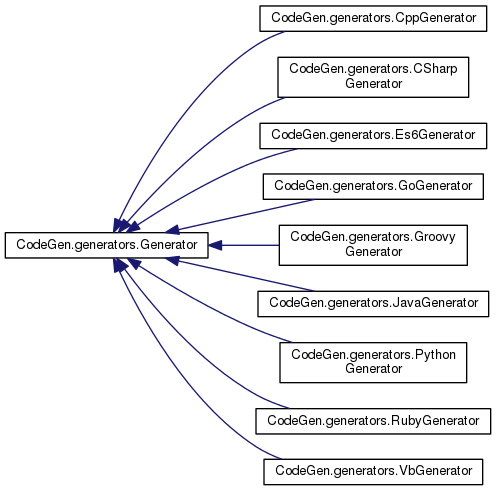 CodeGen.generators.CppGenerator
CodeGen.generators.CSharp
Generator
CodeGen.generators.Es6Generator
CodeGen.generators.GoGenerator
CodeGen.generators.Generator
CodeGen.generators.Groovy
Generator
CodeGen.generators.JavaGenerator
CodeGen.generators.Python
Generator
CodeGen.generators.RubyGenerator
CodeGen.generators.VbGenerator